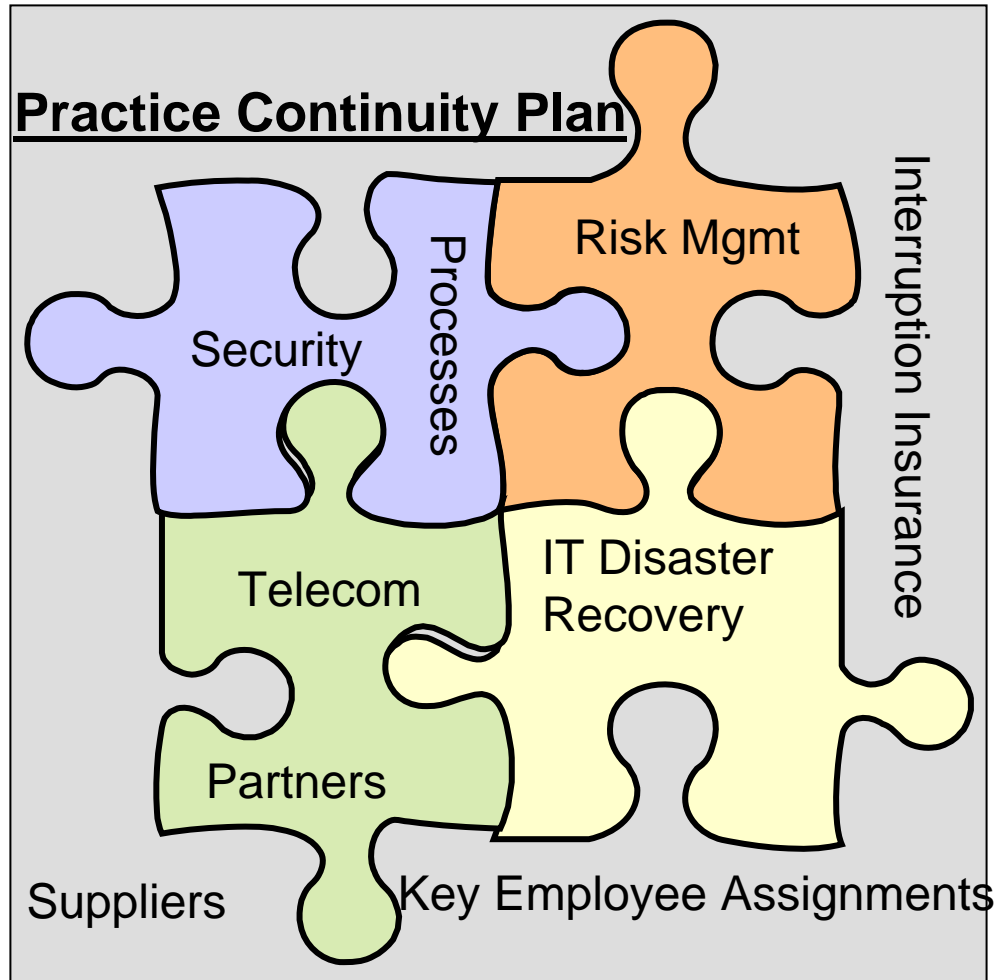 Practice Continuity Plan
Risk Mgmt
Interruption Insurance
Processes
Security
IT Disaster
Recovery
Telecom
Partners
Suppliers
Key Employee Assignments